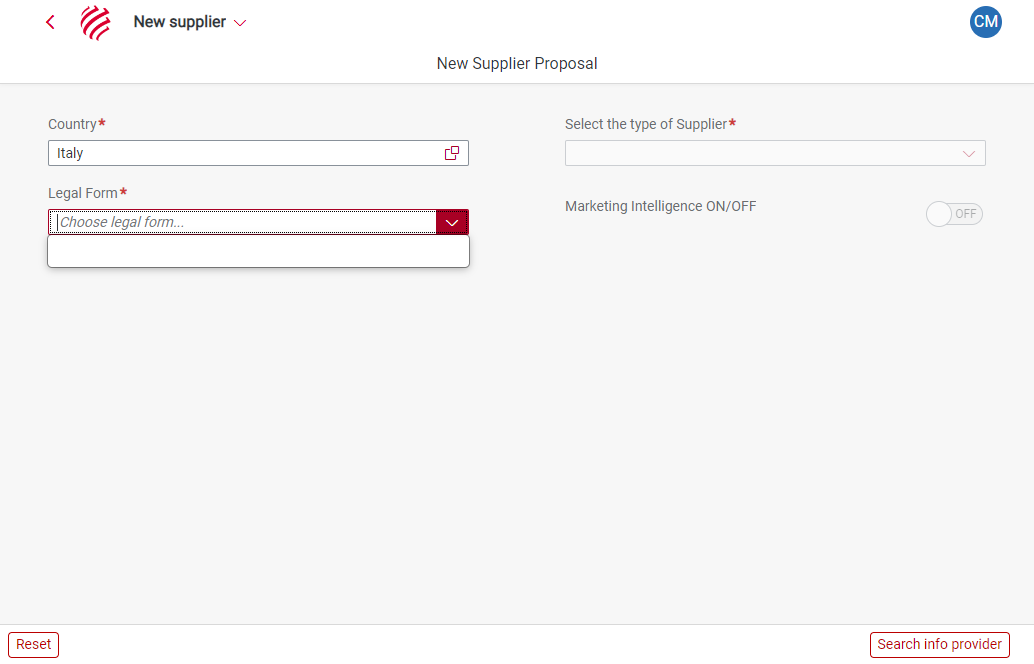 New supplier
CM
New Supplier Proposal
Country*
Select the type of Supplier*
Italy
Legal Form*
Marketing Intelligence ON/OFF
OFF
Choose legal form...
Reset
Search info provider